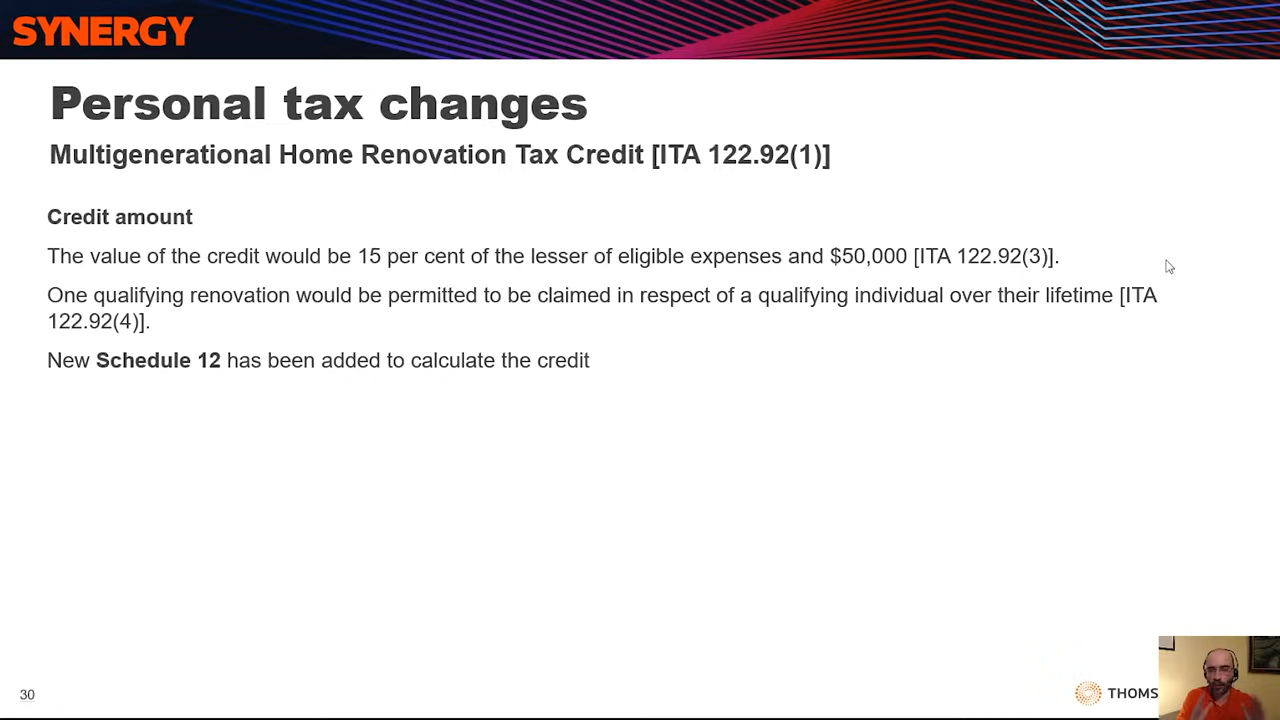 SYNERGY
Personal tax changes
Multigenerational Home Renovation Tax Credit [ITA 122.92(1)]
Credit amount
The value of the credit would be 15 per cent of the lesser of eligible expenses and $50,000 [ITA 122.92(3)].
One qualifying renovation would be permitted to be claimed in respect of a qualifying individual over their lifetime [ITA
122.92(4)].
New Schedule 12 has been added to calculate the credit
30
THOMS